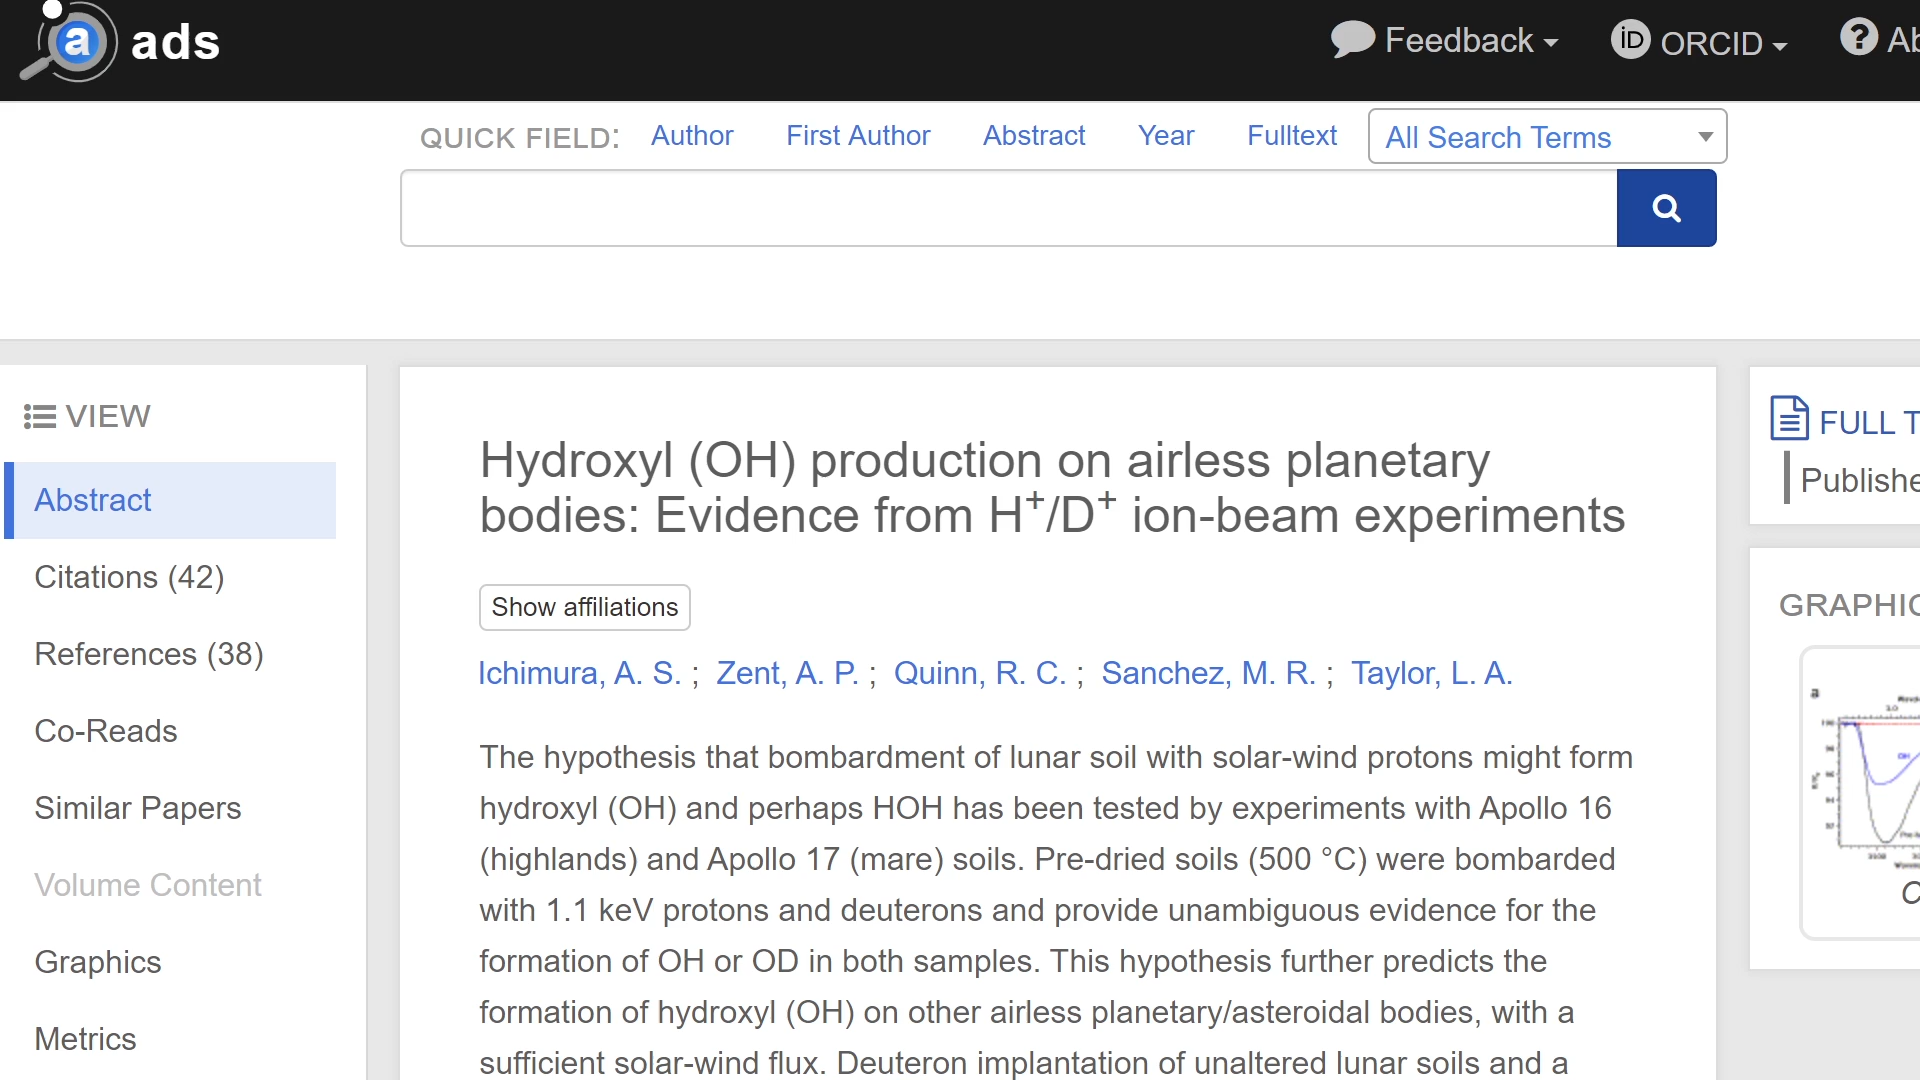 a ads
Feedback
iD ORCID
? Ab
QUICK FIELD: Author First Author Abstract Year Fulltext All Search Terms
VIEW
Abstract
Citations (42)
References (38)
Co-Reads
Similar Papers
Volume Content
Graphics
Metrics
Hydroxyl (OH) production on airless planetary
bodies: Evidence from H⁺/D⁺ ion-beam experiments
Show affiliations
Ichimura, A. S. ; Zent, A. P. ; Quinn, R. C. ; Sanchez, M. R. ; Taylor, L. A.
The hypothesis that bombardment of lunar soil with solar-wind protons might form
hydroxyl (OH) and perhaps HOH has been tested by experiments with Apollo 16
(highlands) and Apollo 17 (mare) soils. Pre-dried soils (500 °C) were bombarded
with 1.1 keV protons and deuterons and provide unambiguous evidence for the
formation of OH or OD in both samples. This hypothesis further predicts the
formation of hydroxyl (OH) on other airless planetary/asteroidal bodies, with a
sufficient solar-wind flux. Deuteron implantation of unaltered lunar soils and a
FULL T
Publishe
GRAPHIC
a
OH
C